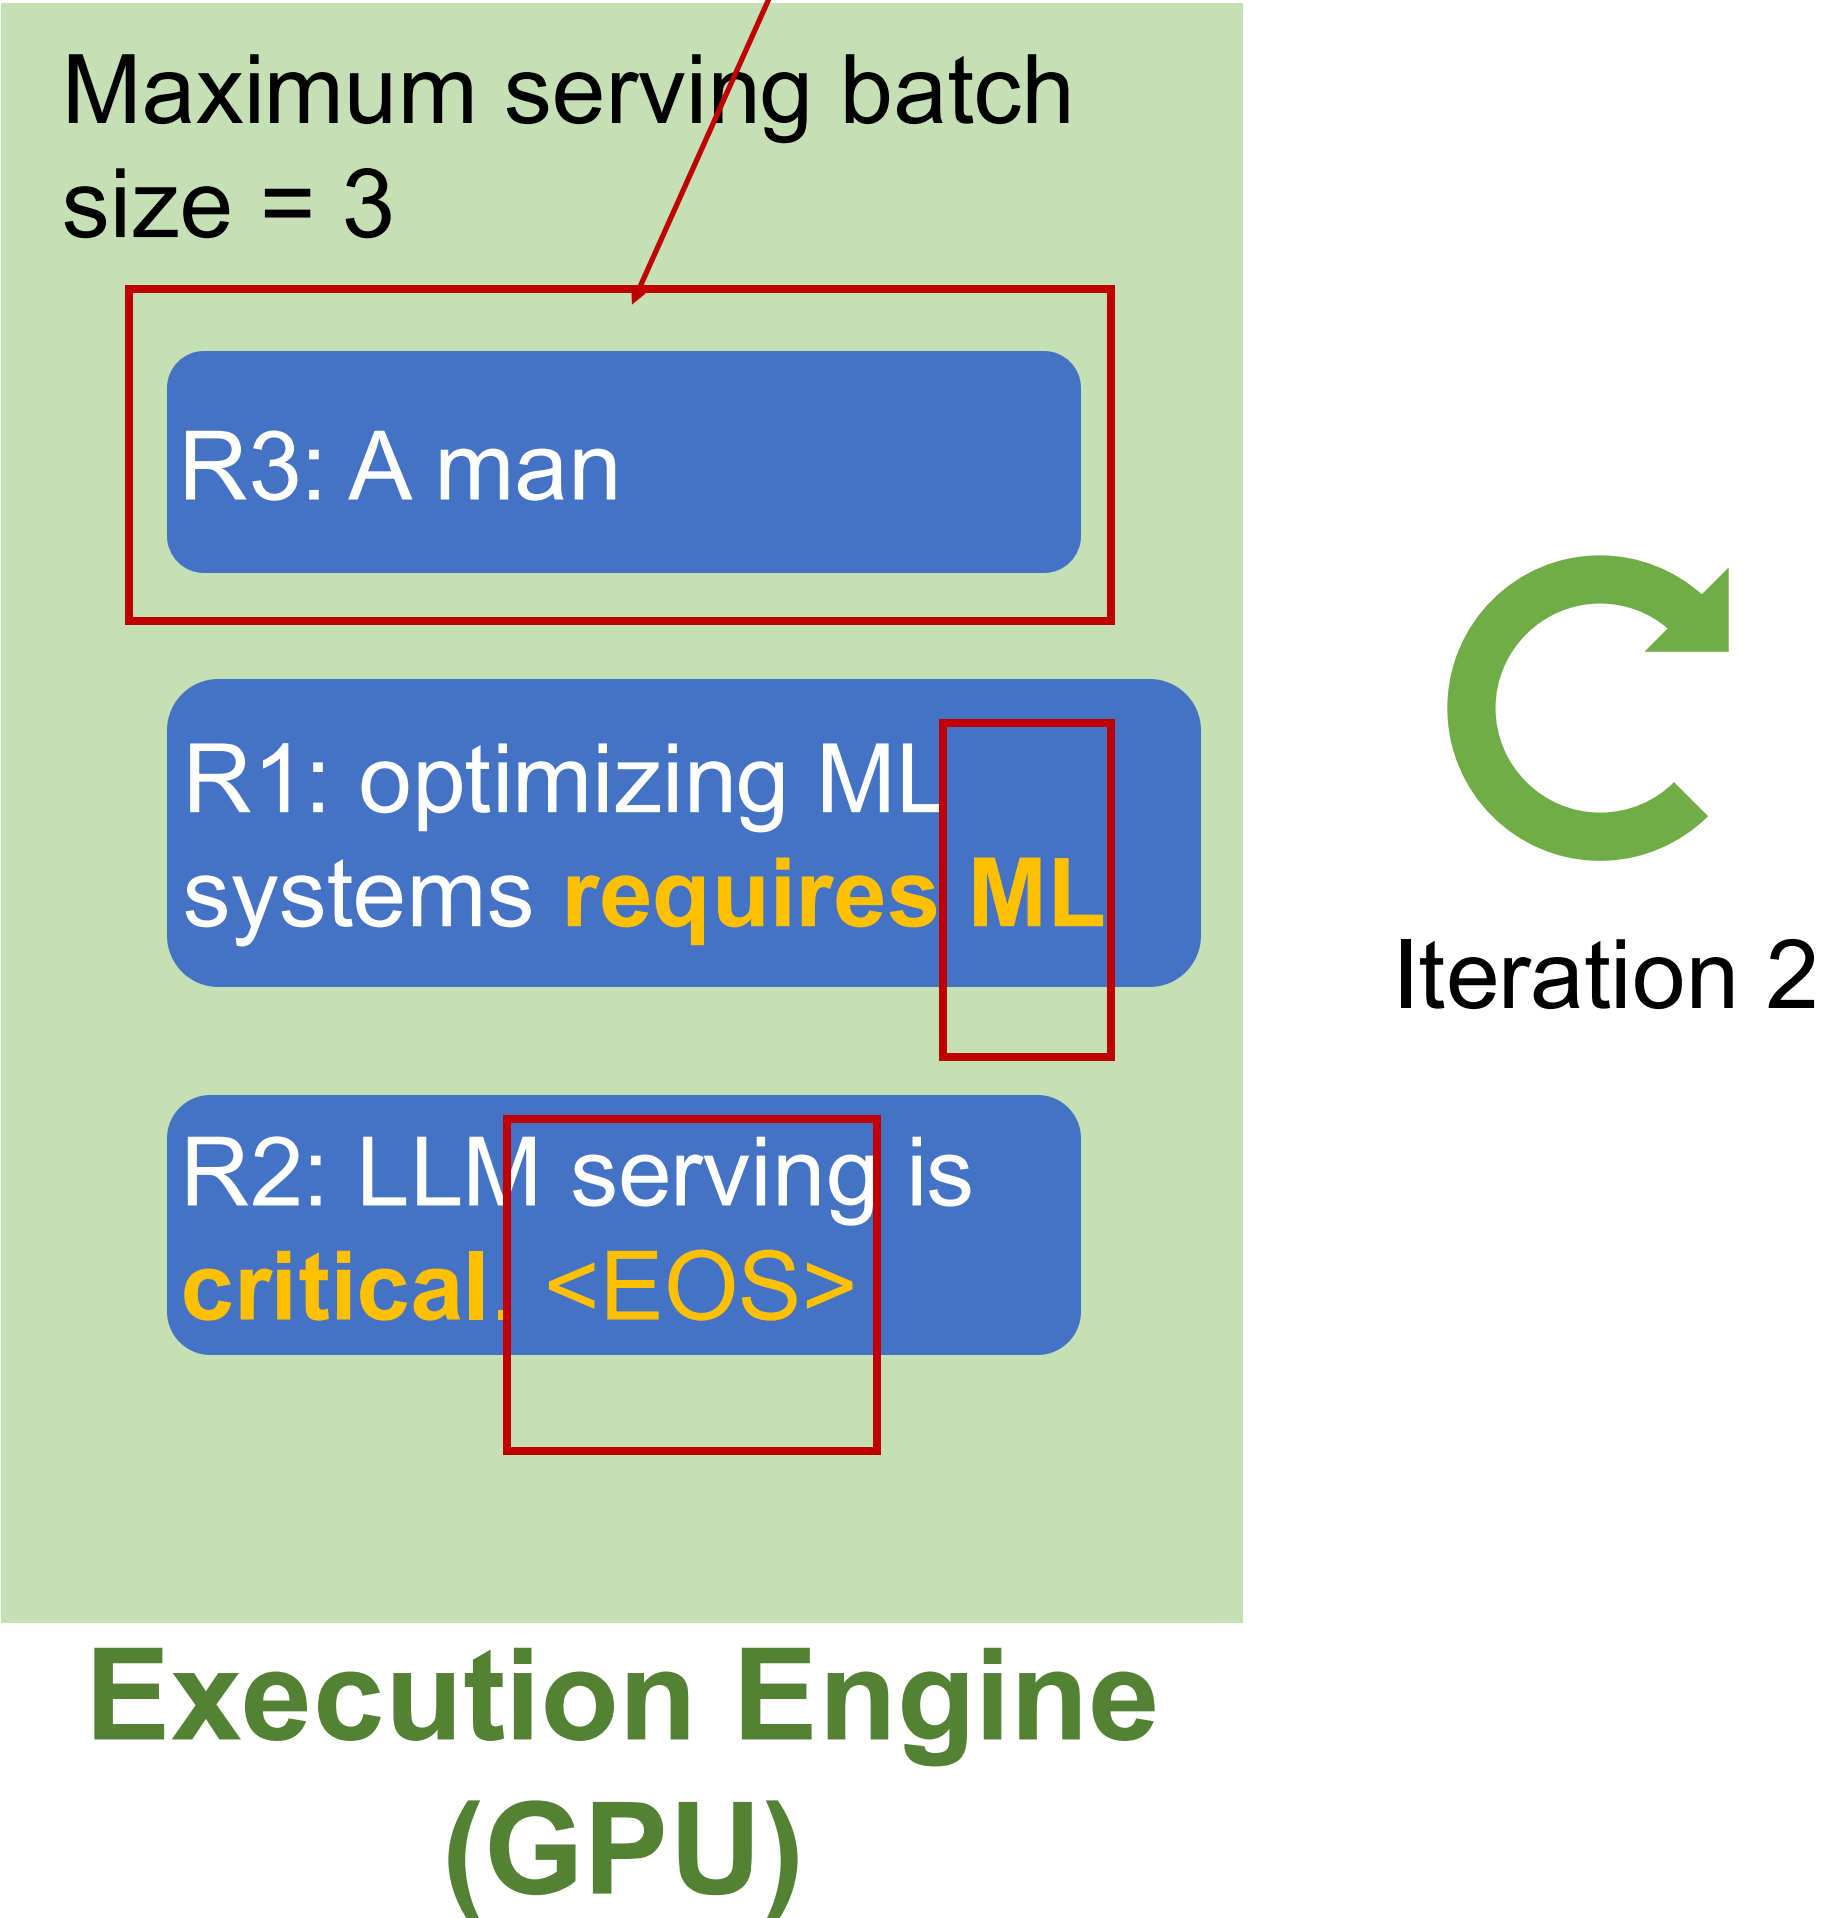 Maximum serving batch
size = 3
R3: A man
R1: optimizing ML
systems requires ML
R2: LLM serving is
critical. <EOS>
Iteration 2
Execution Engine
(GPU)